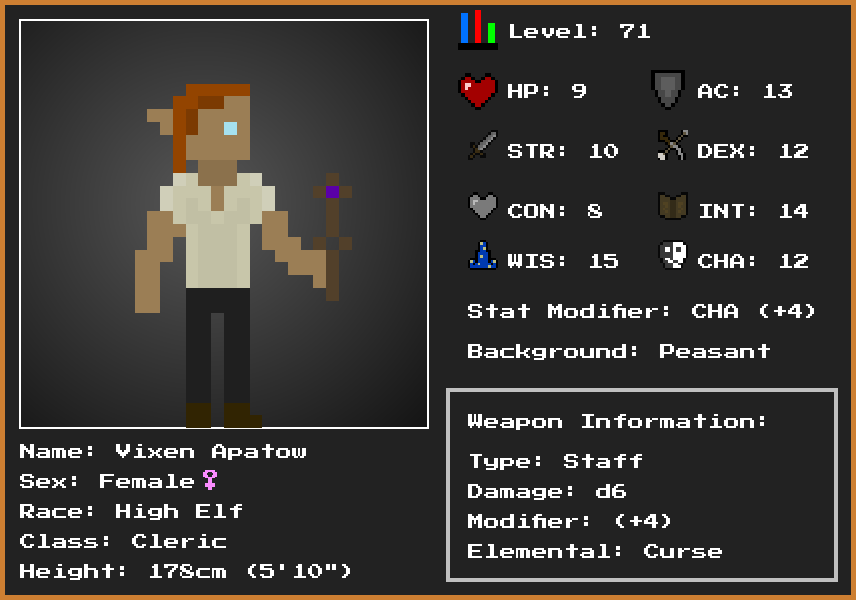 Level: 71
HP: 9 AC: 13
STR: 10 DEX: 12
CON: 8 INT: 14
WIS: 15 CHA: 12
Stat Modifier: CHA (+4)
Background: Peasant
Weapon Information:
Type: Staff
Damage: d6
Modifier: (+4)
Elemental: Curse
Name: Vixen Apatow
Sex: Female♀
Race: High Elf
Class: Cleric
Height: 178cm (5'10")